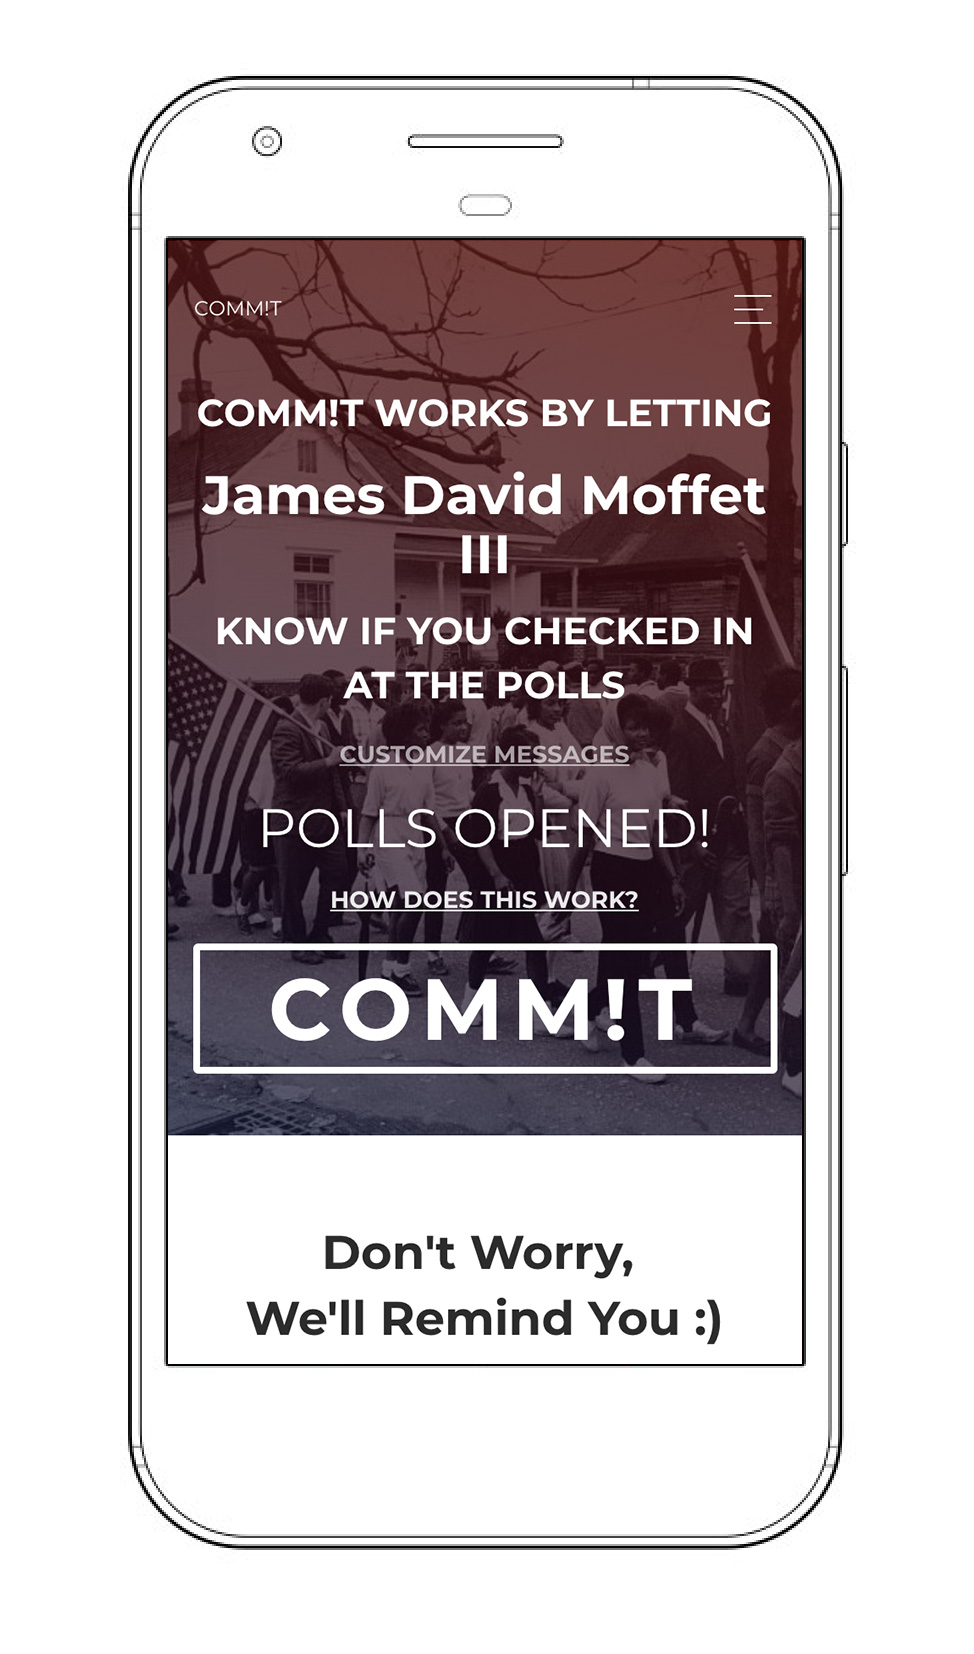 COMM!T
COMM!T WORKS BY LETTING
James David Moffet
III
KNOW IF YOU CHECKED IN
AT THE POLLS
CUSTOMIZE MESSAGES
POLLS OPENED!
HOW DOES THIS WORK?
COMM!T
Don't Worry,
We'll Remind You :)